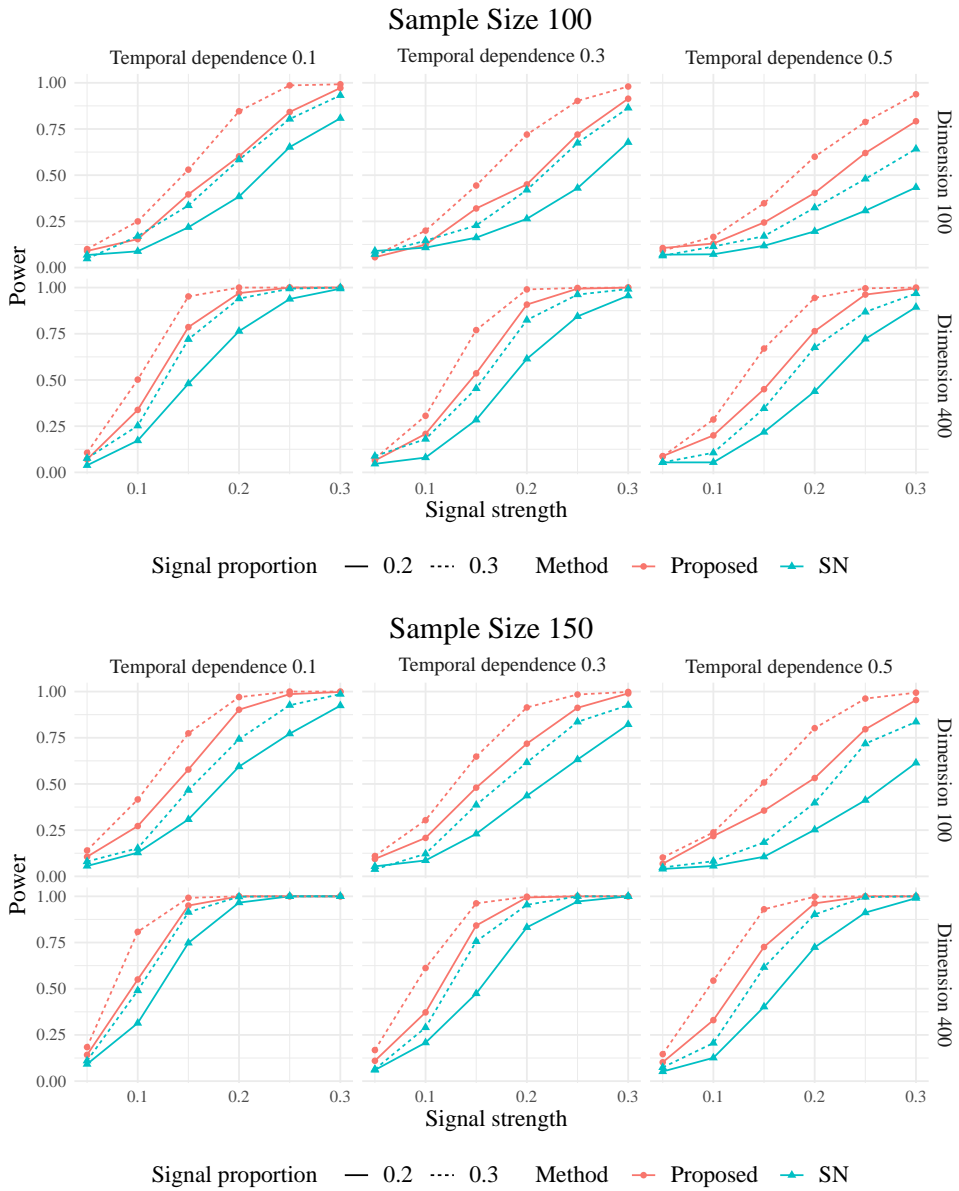 Sample Size 100
Temporal dependence 0.1
Temporal dependence 0.3
Temporal dependence 0.5
1.00
0.75
0.50
0.25
0.00
Dimension 100
Power
1.00
0.75
0.50
0.25
0.00
Dimension 400
0.1 0.2 0.3
0.1 0.2 0.3
0.1 0.2 0.3
Signal strength
Signal proportion 0.2 0.3 Method Proposed SN
Sample Size 150
Temporal dependence 0.1
Temporal dependence 0.3
Temporal dependence 0.5
1.00
0.75
0.50
0.25
0.00
Dimension 100
Power
1.00
0.75
0.50
0.25
0.00
Dimension 400
0.1 0.2 0.3
0.1 0.2 0.3
0.1 0.2 0.3
Signal strength
Signal proportion 0.2 0.3 Method Proposed SN